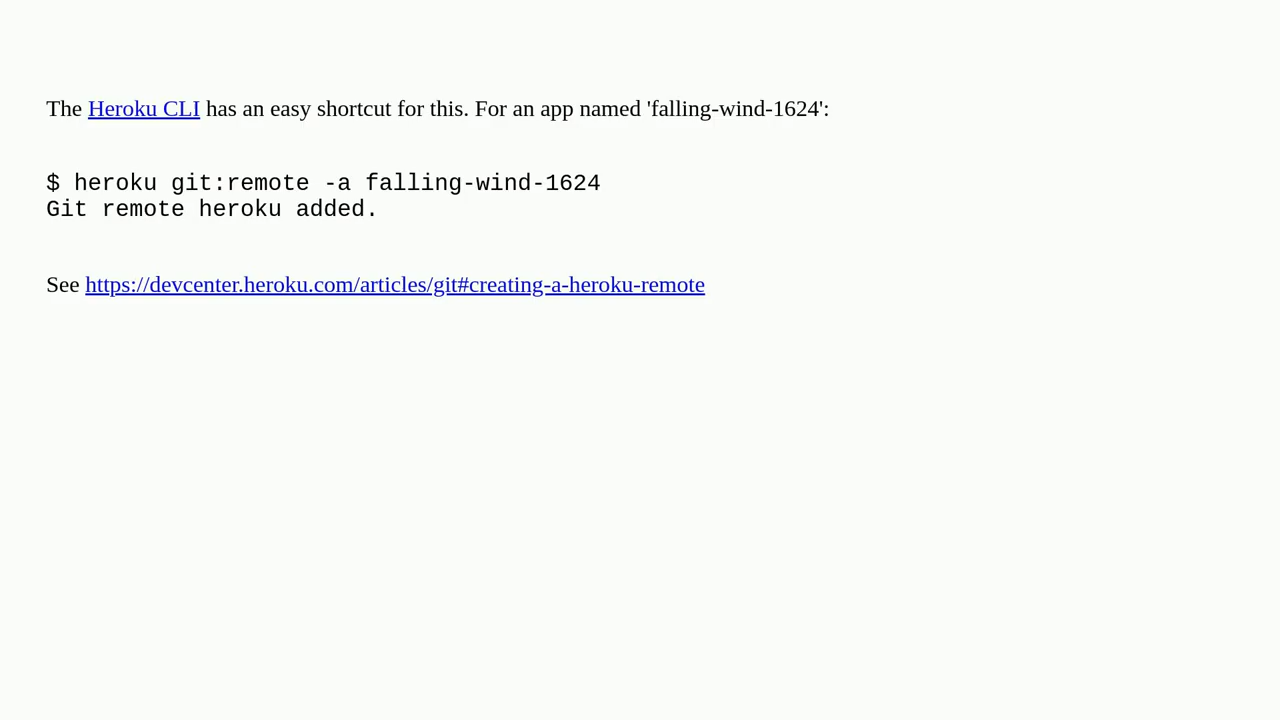 The Heroku CLI has an easy shortcut for this. For an app named 'falling-wind-1624':
$ heroku git:remote -a falling-wind-1624
Git remote heroku added.
See https://devcenter.heroku.com/articles/git#creating-a-heroku-remote